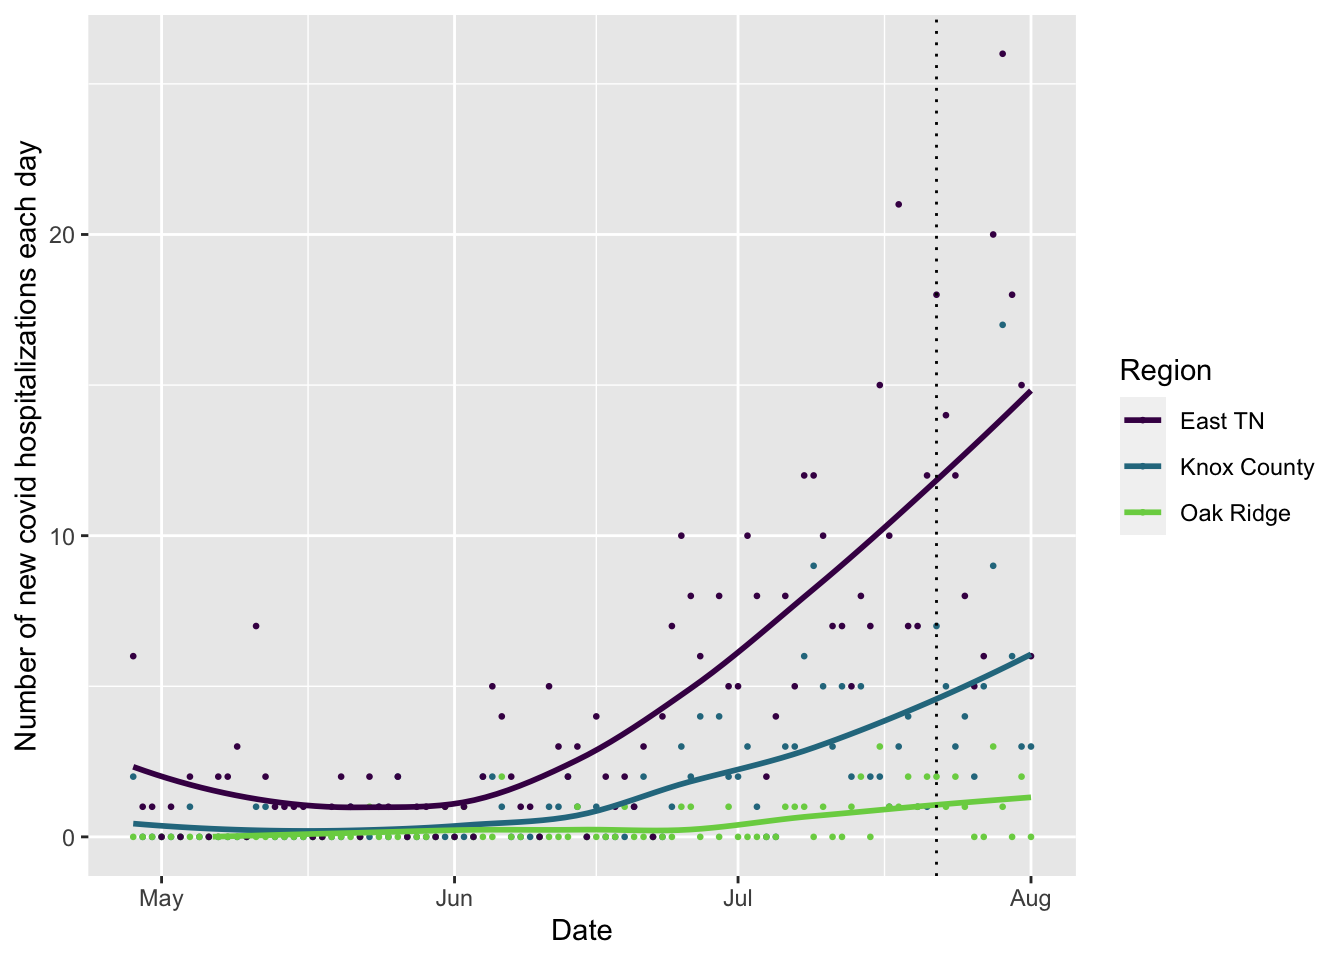 Number of new covid hospitalizations each day
20
10
0
May
Jun
Jul
Aug
Date
Region
East TN
Knox County
Oak Ridge